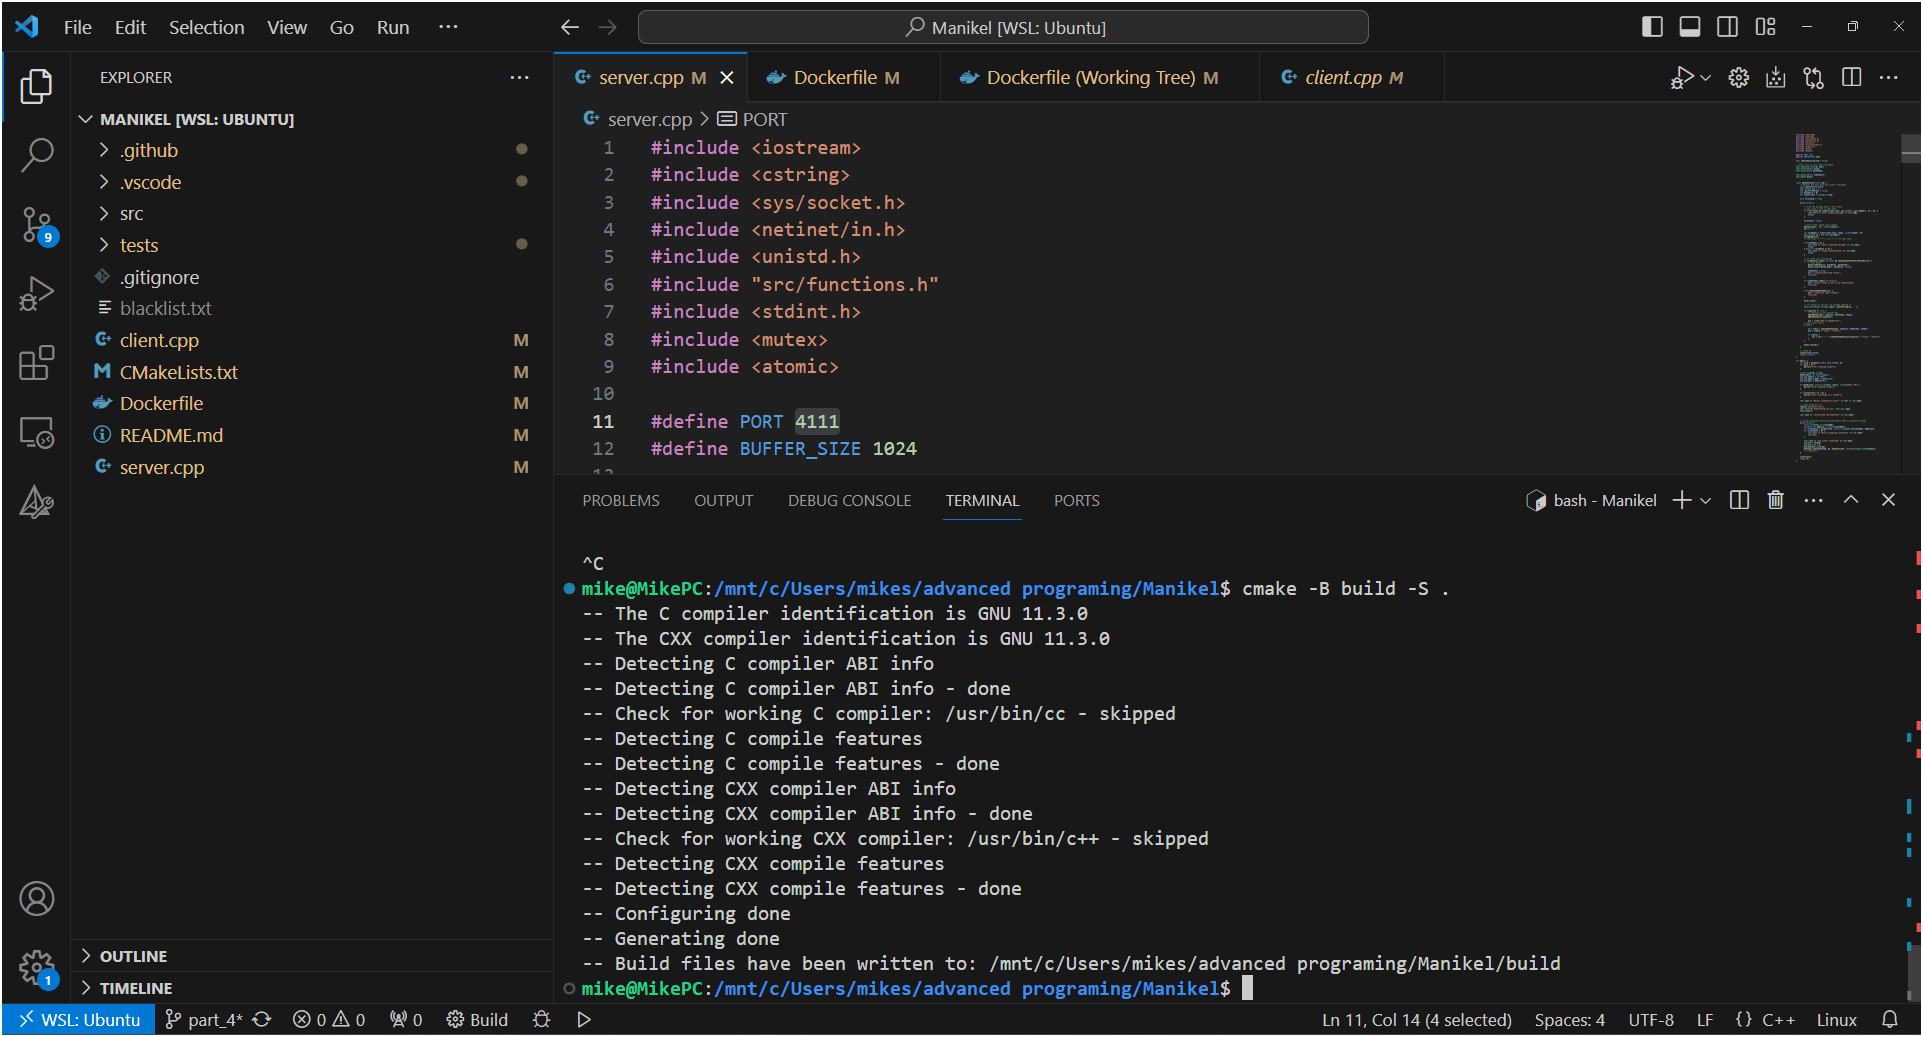 File Edit Selection View Go Run ···
Manikel [WSL: Ubuntu]
EXPLORER
MANIKEL [WSL: UBUNTU]
.github
.vscode
src
tests
.gitignore
blacklist.txt
client.cpp M
CMakeLists.txt M
Dockerfile M
README.md M
server.cpp M
OUTLINE
TIMELINE
9
1
server.cpp M Dockerfile M Dockerfile (Working Tree) M client.cpp M
server.cpp > PORT
1 #include <iostream>
2 #include <cstring>
3 #include <sys/socket.h>
4 #include <netinet/in.h>
5 #include <unistd.h>
6 #include "src/functions.h"
7 #include <stdint.h>
8 #include <mutex>
9 #include <atomic>
10
11 #define PORT 4111
12 #define BUFFER_SIZE 1024
PROBLEMS OUTPUT DEBUG CONSOLE TERMINAL PORTS
bash - Manikel
^C
mike@MikePC:/mnt/c/Users/mikes/advanced programing/Manikel$ cmake -B build -S .
-- The C compiler identification is GNU 11.3.0
-- The CXX compiler identification is GNU 11.3.0
-- Detecting C compiler ABI info
-- Detecting C compiler ABI info - done
-- Check for working C compiler: /usr/bin/cc - skipped
-- Detecting C compile features
-- Detecting C compile features - done
-- Detecting CXX compiler ABI info
-- Detecting CXX compiler ABI info - done
-- Check for working CXX compiler: /usr/bin/c++ - skipped
-- Detecting CXX compile features
-- Detecting CXX compile features - done
-- Configuring done
-- Generating done
-- Build files have been written to: /mnt/c/Users/mikes/advanced programing/Manikel/build
mike@MikePC:/mnt/c/Users/mikes/advanced programing/Manikel$
WSL: Ubuntu part_4* 0 0 0 Build Ln 11, Col 14 (4 selected) Spaces: 4 UTF-8 LF {} C++ Linux